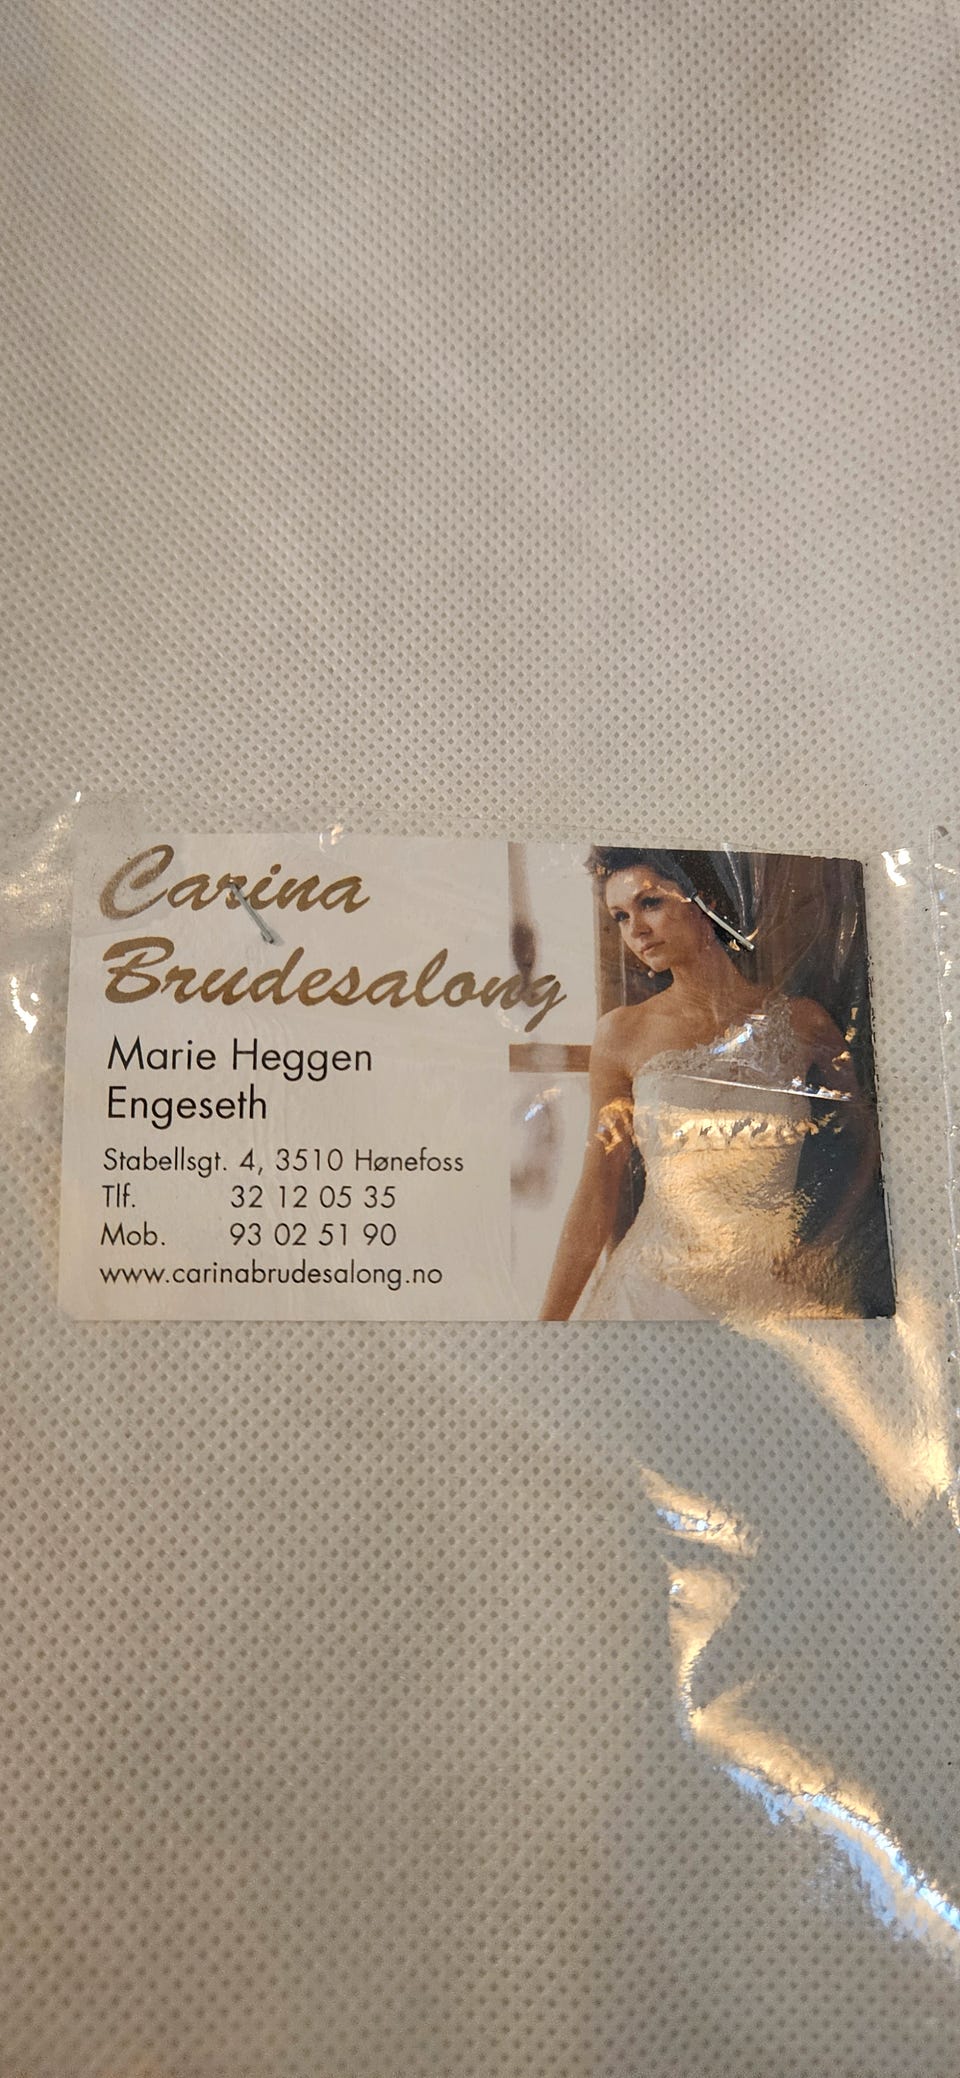 Carina
Brudesalong
Marie Heggen
Engeseth
Stabellsgt. 4, 3510 Hønefoss
Tlf. 32 12 05 35
Mob. 93 02 51 90
www.carinabrudesalong.no